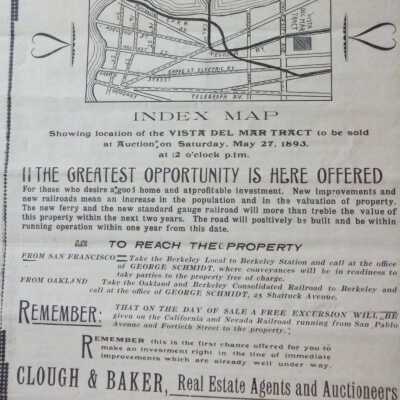 VISTA DEL MAR TRACT
TELEGRAPH AV.
INDEX MAP
Showing location of the VISTA DEL MAR TRACT to be sold
at Auction, on Saturday, May 27, 1893.
at 12 o'clock p.m.
THE GREATEST OPPORTUNITY IS HERE OFFERED
For those who desire a good home and a profitable investment. New improvements and
new railroads mean an increase in the population and in the valuation of property.
The new ferry and the new standard gauge railroad will more than treble the value of
this property within the next two years. The road will positively be built and be within
running operation within one year from this date.
TO REACH THE PROPERTY
FROM SAN FRANCISCO—Take the Berkeley Local to Berkeley Station and call at the office
of GEORGE SCHMIDT, where conveyances will be in readiness to
take parties to the property free of charge.
FROM OAKLAND Take the Oakland and Berkeley Consolidated Railroad to Berkeley and
call at the office of GEORGE SCHMIDT, 25 Shattuck Avenue.
REMEMBER: THAT ON THE DAY OF SALE A FREE EXCURSION WILL BE
given on the California and Nevada Railroad running from San Pablo
Avenue and Fortieth Street to the property.
REMEMBER this is the first chance offered for you to
make an investment right in the line of immediate
improvements which are already well under way.
CLOUGH & BAKER, Real Estate Agents and Auctioneers